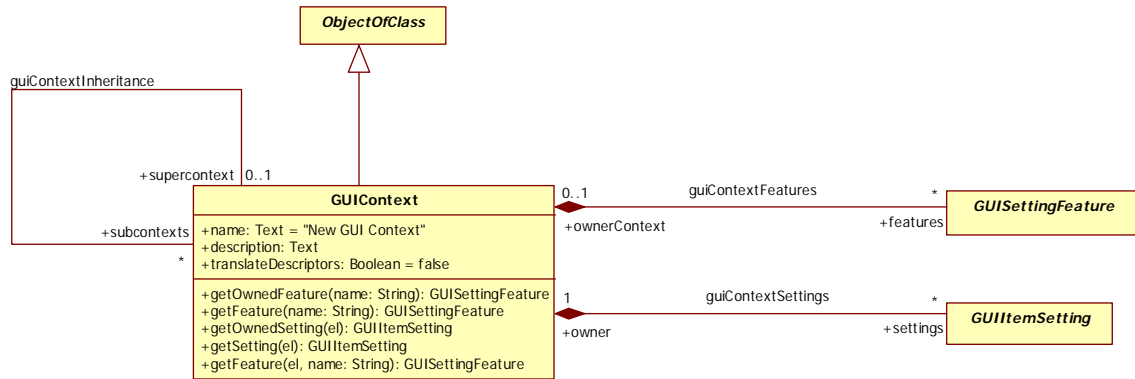 ObjectOfClass
guiContextInheritance
+supercontext 0..1
GUIContext
0..1 guiContextFeatures *
GUISettingFeature
+ownerContext +features
+subcontexts
*
+name: Text = "New GUI Context"
+description: Text
+translateDescriptors: Boolean = false
+getOwnedFeature(name: String): GUISettingFeature
+getFeature(name: String): GUISettingFeature
+getOwnedSetting(el): GUIItemSetting
+getSetting(el): GUIItemSetting
+getFeature(el, name: String): GUISettingFeature
1 guiContextSettings *
GUIItemSetting
+owner +settings